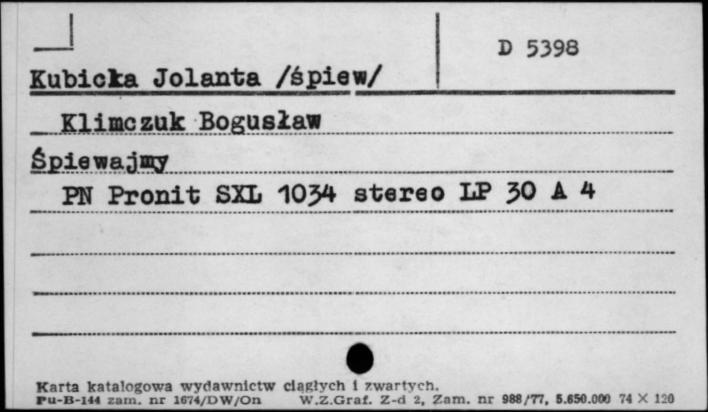 D 5398
Kubicka Jolanta /śpiew/
Klimczuk Bogusław
Śpiewajmy
PN Pronit SXL 1034 stereo LP 30 A 4
Karta katalogowa wydawnictw ciągłych i zwartych.
Pu-B-144 zam. nr 1674/DW/On W.Z.Graf. Z-d 2, Zam. nr 988/77, 5.650.000 74 X 120